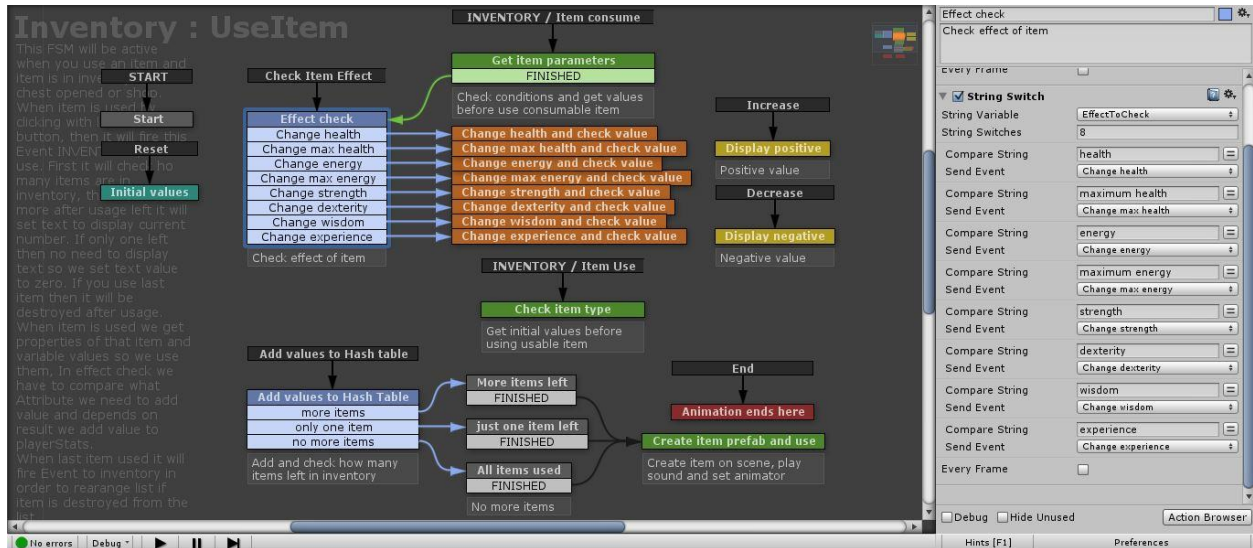 Inventory : UseItem
This FSM will be active
when you use an item and
item is in
chest opened or shop.
When item is used by
clicking with
button, then it will fire this
Event
use. First it will check ho
many items are in
inventory,
more after usage left it will
set text to display current
number. If only one left
then no need to display
text so we set text value
to zero. If you use last
item then it will be
destroyed after usage.
When item is used we get
properties of that item and
variable values so we use
them, In effect check we
have to compare what
Attribute we need to add
value and depends on
result we add value to
playerStats.
When last item used it will
fire Event to inventory in
order to rearrange list if
item is destroyed from the
list
START
Start
Reset
Initial values
Check Item Effect
Effect check
Change health
Change max health
Change energy
Change max energy
Change strength
Change dexterity
Change wisdom
Change experience
Check effect of item
INVENTORY / Item consume
Get item parameters
FINISHED
Check conditions and get values
before use consumable item
Change health and check value
Change max health and check value
Change energy and check value
Change max energy and check value
Change strength and check value
Change dexterity and check value
Change wisdom and check value
Change experience and check value
Increase
Display positive
Positive value
Decrease
Display negative
Negative value
INVENTORY / Item Use
Check item type
Get initial values before
using usable item
Add values to Hash table
Add values to Hash Table
more items
only one item
no more items
Add and check how many
items left in inventory
More items left
FINISHED
just one item left
FINISHED
All items used
FINISHED
No more items
End
Animation ends here
Create item prefab and use
Create item on scene, play
sound and set animator
No errors
Debug
Effect check
Check effect of item
Every Frame
String Switch
String Variable EffectToCheck
String Switches 8
Compare String health
Send Event Change health
Compare String maximum health
Send Event Change max health
Compare String energy
Send Event Change energy
Compare String maximum energy
Send Event Change max energy
Compare String strength
Send Event Change strength
Compare String dexterity
Send Event Change dexterity
Compare String wisdom
Send Event Change wisdom
Compare String experience
Send Event Change experience
Every Frame
Debug Hide Unused Action Browser
Hints [F1] Preferences